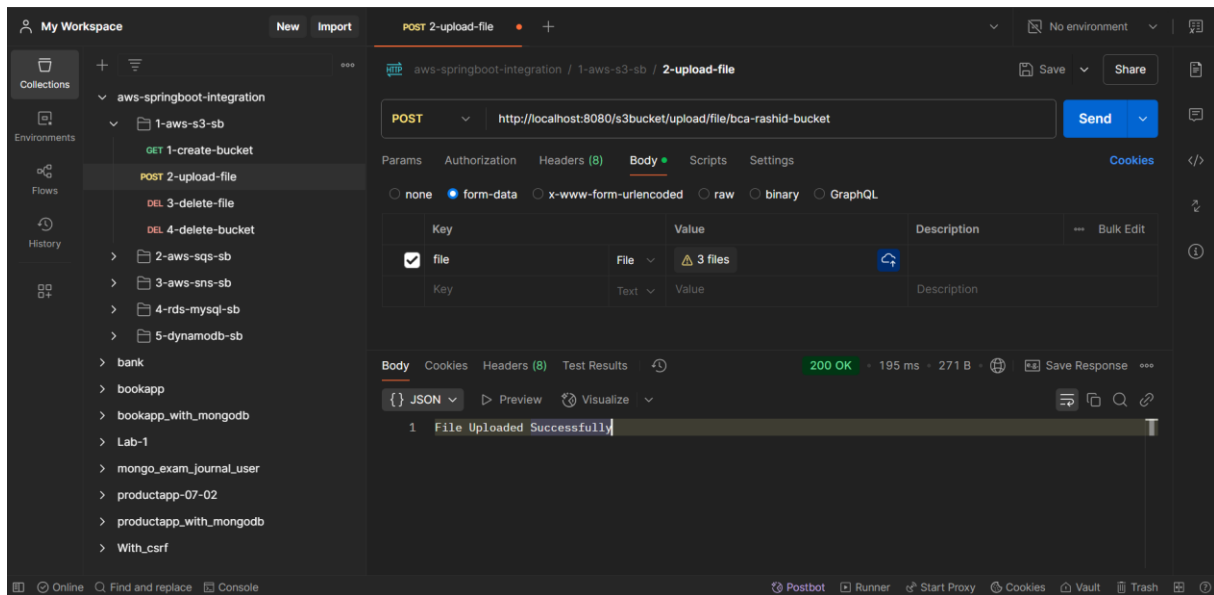 My Workspace
New
Import
POST 2-upload-file
No environment
Collections
Environments
Flows
History
aws-springboot-integration
1-aws-s3-sb
GET 1-create-bucket
POST 2-upload-file
DEL 3-delete-file
DEL 4-delete-bucket
2-aws-sqs-sb
3-aws-sns-sb
4-rds-mysql-sb
5-dynamodb-sb
bank
bookapp
bookapp_with_mongodb
Lab-1
mongo_exam_journal_user
productapp-07-02
productapp_with_mongodb
With_csrf
HTTP aws-springboot-integration / 1-aws-s3-sb / 2-upload-file
Save
Share
POST http://localhost:8080/s3bucket/upload/file/bca-rashid-bucket
Send
Params Authorization Headers (8) Body Scripts Settings Cookies
none form-data x-www-form-urlencoded raw binary GraphQL
Key Value Description Bulk Edit
file File 3 files
Key Text Value Description
Body Cookies Headers (8) Test Results 200 OK 195 ms 271 B Save Response
{} JSON Preview Visualize
1 File Uploaded Successfully
Online Find and replace Console Postbot Runner Start Proxy Cookies Vault Trash